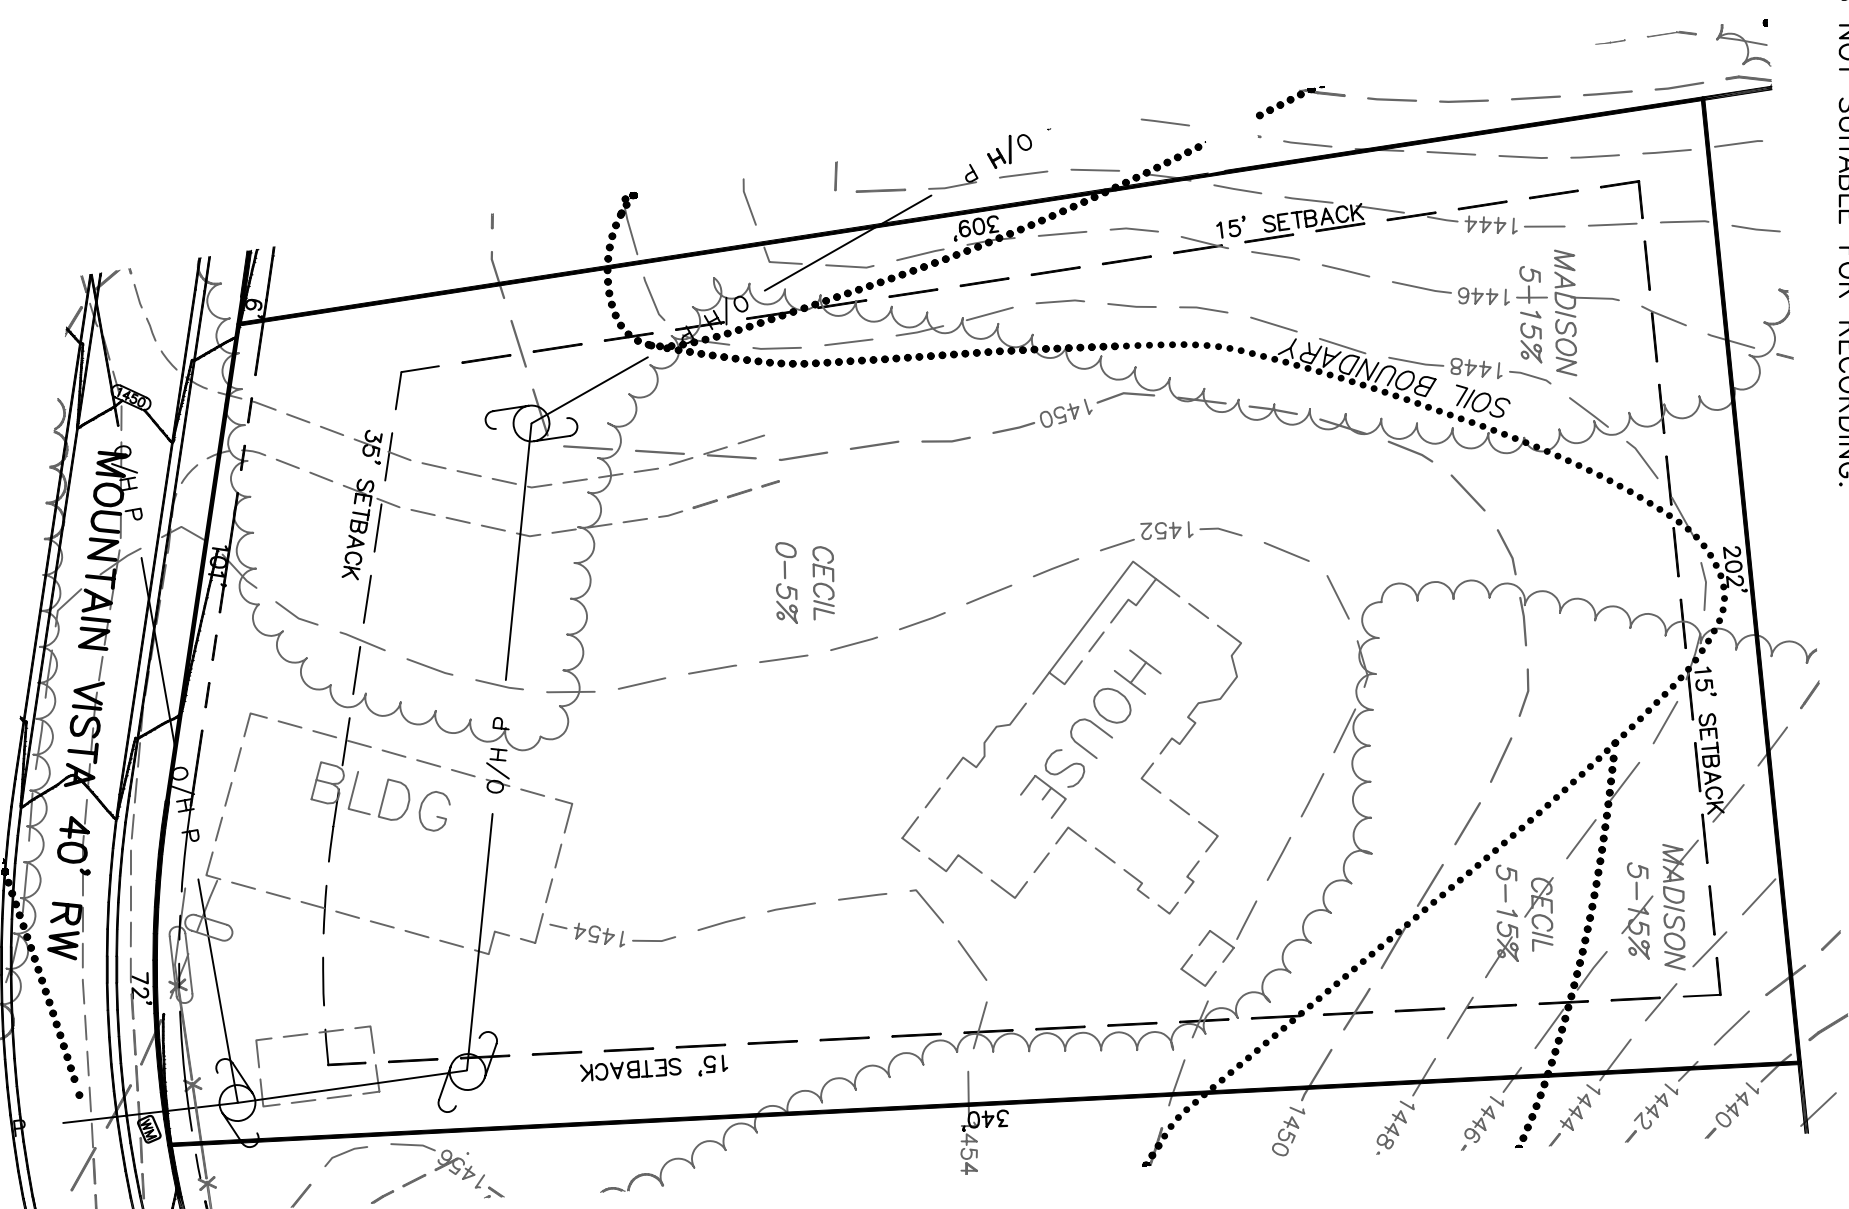 NOT SUITABLE FOR RECORDING.
O/H P
309'
15' SETBACK
1444
MADISON
5-15%
1446
1448
SOIL BOUNDARY
O/H P
6'
1450
O/H P
MOUNTAIN VISTA 40' RW
35' SETBACK
1450
101'
CECIL
0-5%
1452
202'
HOUSE
15' SETBACK
O/H P
O/H P
BLDG
1454
CECIL
5-15%
MADISON
5-15%
72'
15' SETBACK
WM
P
340'
1454
1456
1450
1448
1446
1444
1442
1440